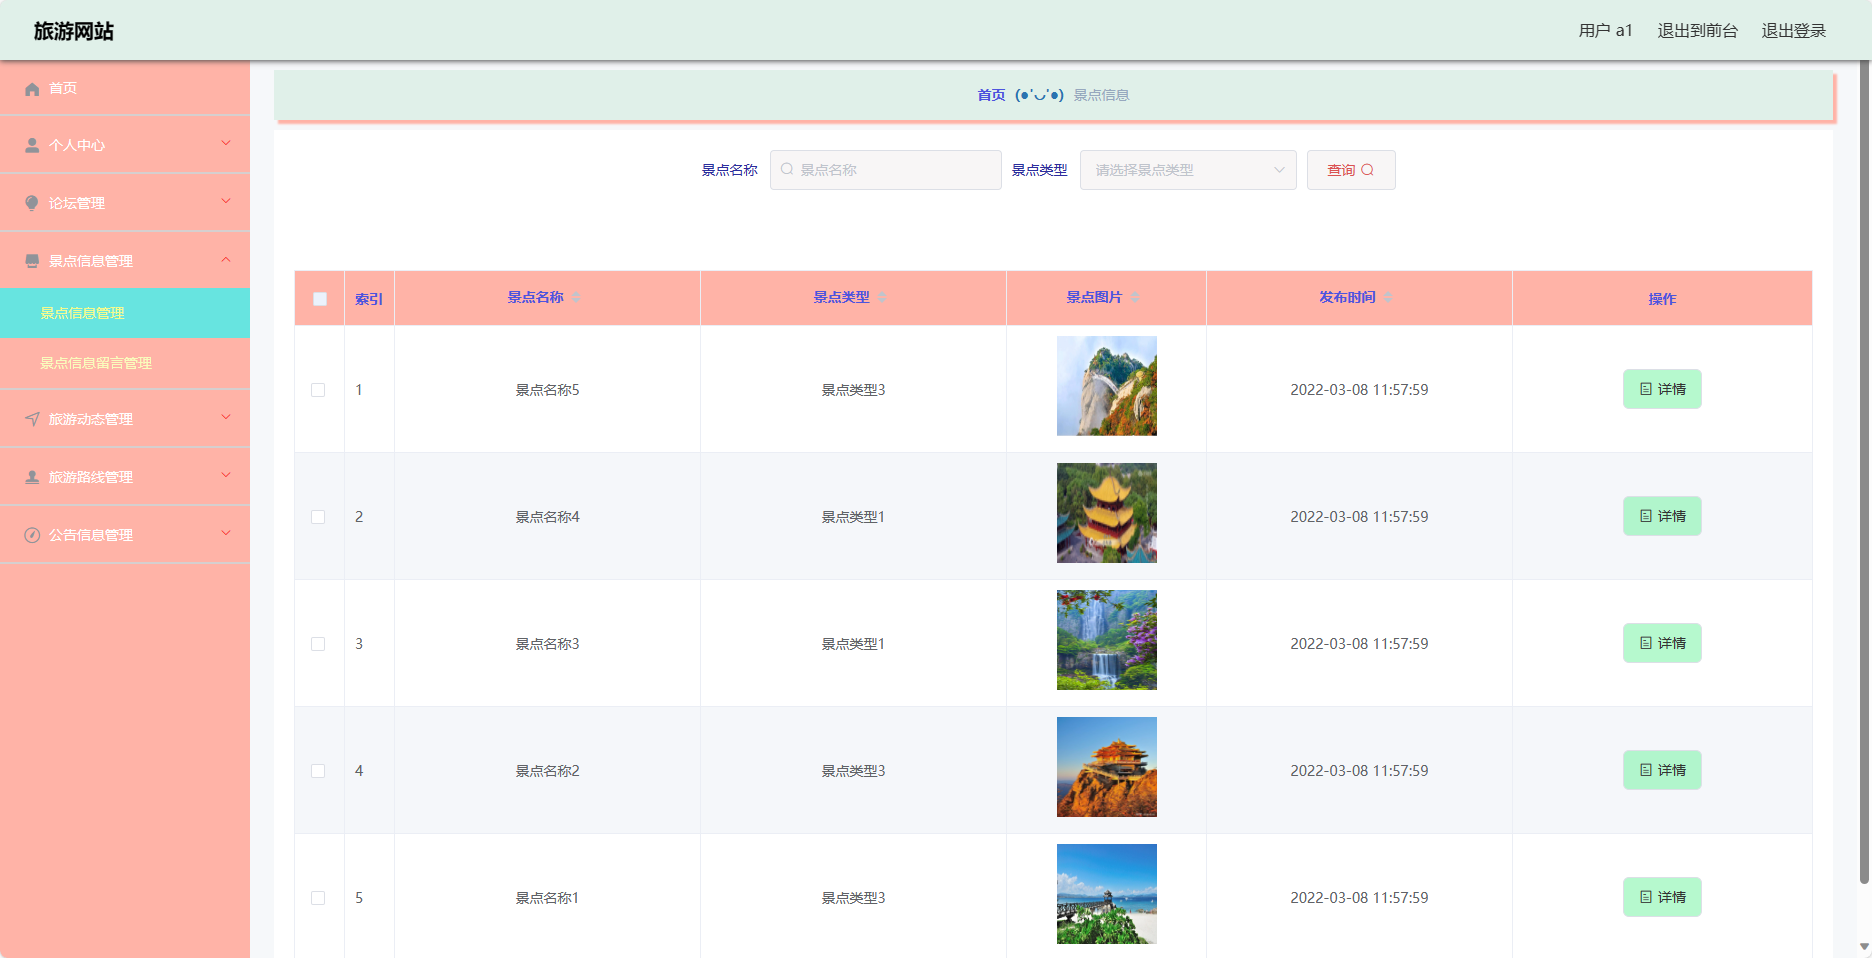 旅游网站
用户 a1 退出到前台 退出登录
首页
个人中心
论坛管理
景点信息管理
景点信息管理
景点信息留言管理
旅游动态管理
旅游路线管理
公告信息管理
首页 (●'◡'●) 景点信息
景点名称 景点名称 景点类型 请选择景点类型 查询
索引 景点名称 景点类型 景点图片 发布时间 操作
1 景点名称5 景点类型3 2022-03-08 11:57:59 详情
2 景点名称4 景点类型1 2022-03-08 11:57:59 详情
3 景点名称3 景点类型1 2022-03-08 11:57:59 详情
4 景点名称2 景点类型3 2022-03-08 11:57:59 详情
5 景点名称1 景点类型3 2022-03-08 11:57:59 详情